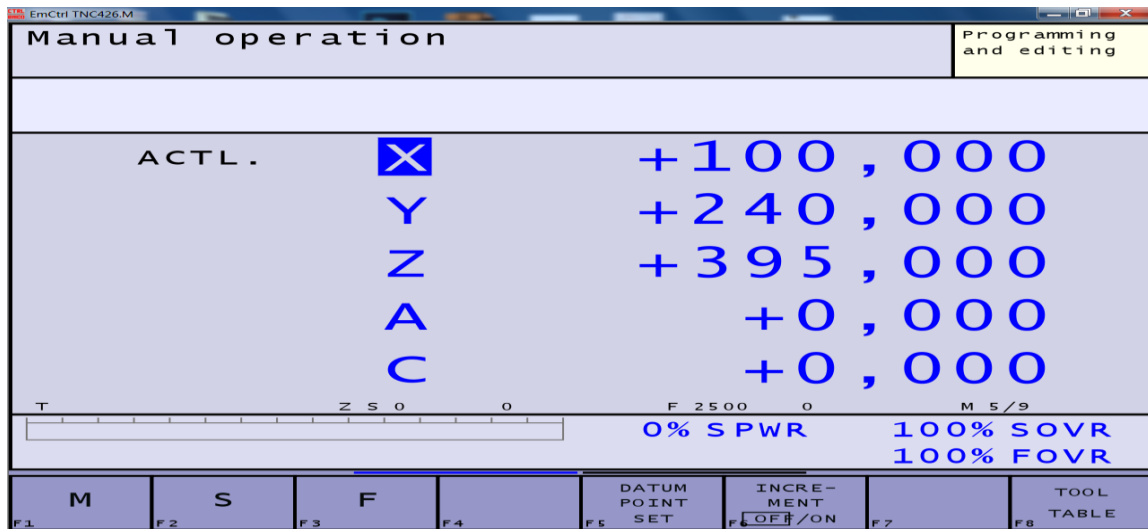 EmCtrl TNC426.M
Manual operation
Programming
and editing
ACTL. X +100,000
Y +240,000
Z +395,000
A +0,000
C +0,000
T Z S 0 0 F 2500 0 M 5/9
0% SPWR 100% SOVR
100% FOVR
F1 M
F2 S
F3 F
F4
F5 DATUM
POINT
SET
F6 INCRE-
MENT
OFF/ON
F7
F8 TOOL
TABLE